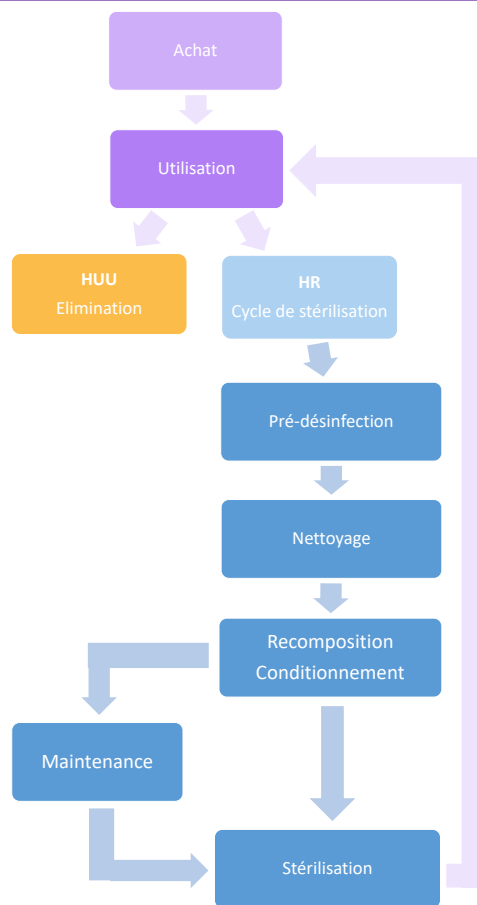 Achat
Utilisation
HUU
Elimination
HR
Cycle de stérilisation
Pré-désinfection
Nettoyage
Recomposition
Conditionnement
Maintenance
Stérilisation